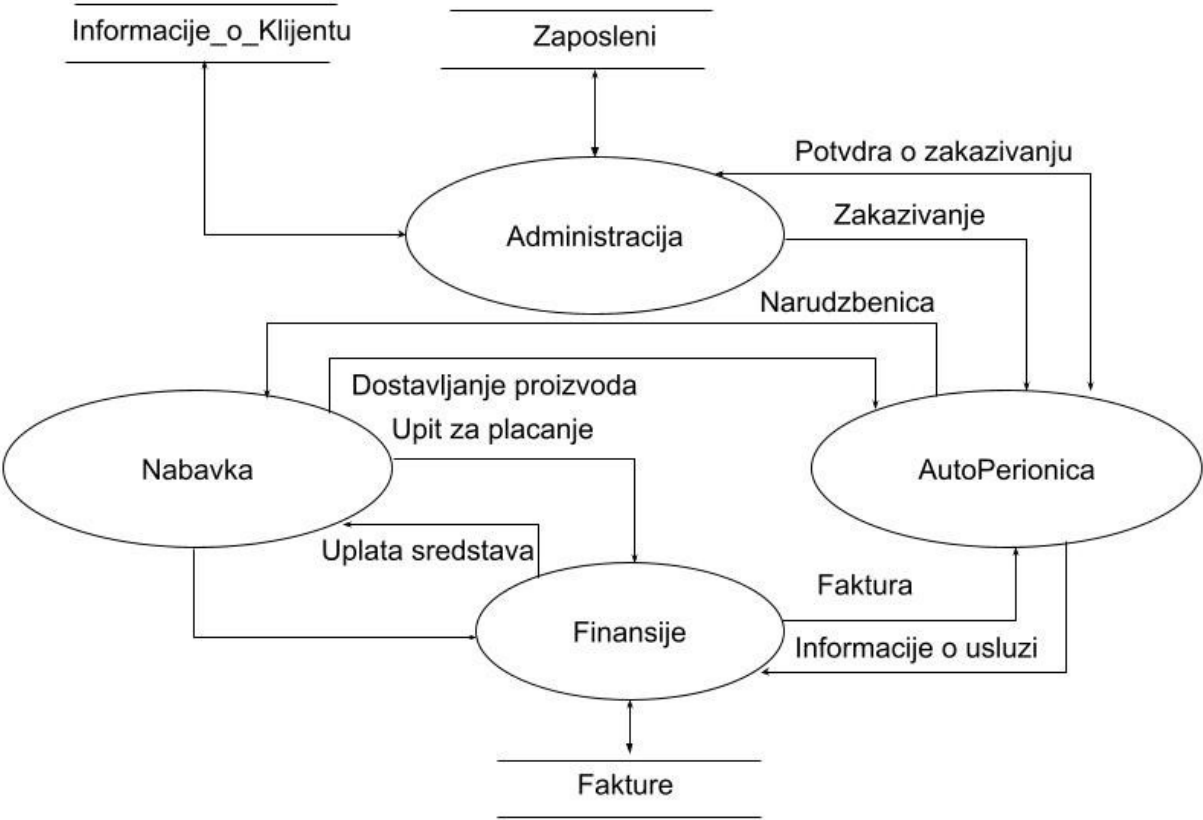 Informacije_o_Klijentu
Zaposleni
Potvdra o zakazivanju
Zakazivanje
Administracija
Narudzbenica
Dostavljanje proizvoda
Upit za placanje
Nabavka
AutoPerionica
Uplata sredstava
Faktura
Finansije
Informacije o usluzi
Fakture